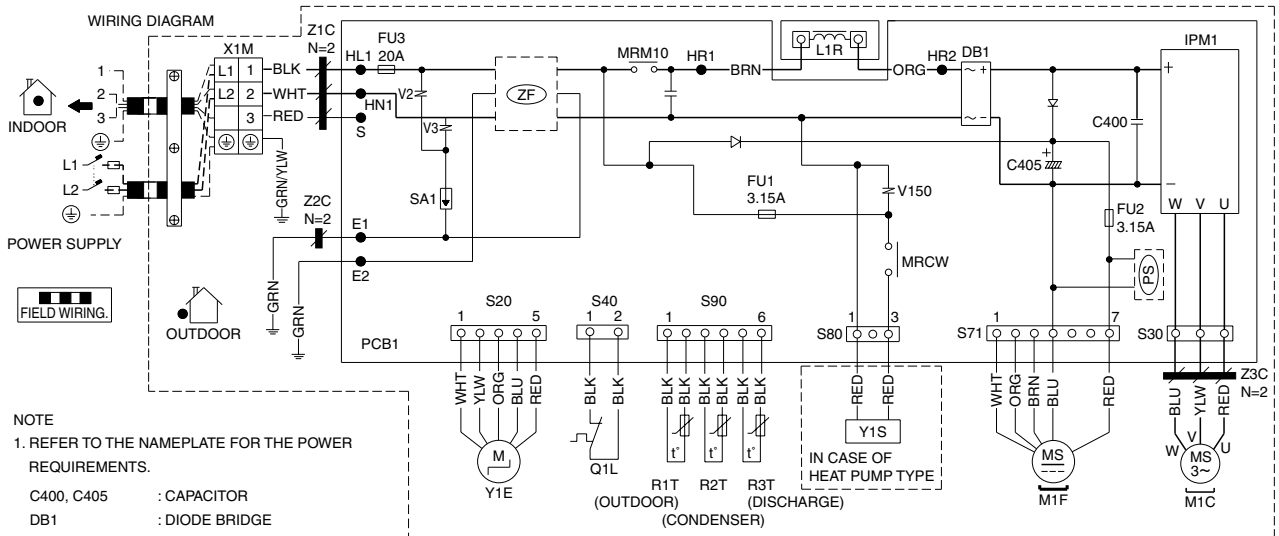 WIRING DIAGRAM
X1M
L1 1
L2 2
3
BLK
WHT
RED
Z1C
N=2
HL1
FU3
20A
HN1
S
V2
V3
ZF
SA1
MRM10
HR1
BRN
L1R
ORG
HR2
DB1
IPM1
+
−
C400
C405
+
W V U
1
2
3
INDOOR
L1
L2
POWER SUPPLY
GRN/YLW
Z2C
N=2
E1
E2
FU1
3.15A
V150
MRCW
FU2
3.15A
PS
FIELD WIRING.
OUTDOOR
GRN
GRN
PCB1
S20
1 5
WHT
YLW
ORG
BLU
RED
M
Y1E
S40
1 2
BLK
BLK
Q1L
S90
1 6
BLK
BLK
BLK
BLK
BLK
BLK
t°
t°
t°
R1T R2T R3T
(OUTDOOR) (DISCHARGE)
(CONDENSER)
S80
1 3
RED
RED
Y1S
IN CASE OF
HEAT PUMP TYPE
S71
1 7
WHT
ORG
BRN
BLU
RED
MS
M1F
S30
Z3C
N=2
BLU
YLW
RED
W V U
MS
3~
M1C
NOTE
1. REFER TO THE NAMEPLATE FOR THE POWER
REQUIREMENTS.
C400, C405 : CAPACITOR
DB1 : DIODE BRIDGE